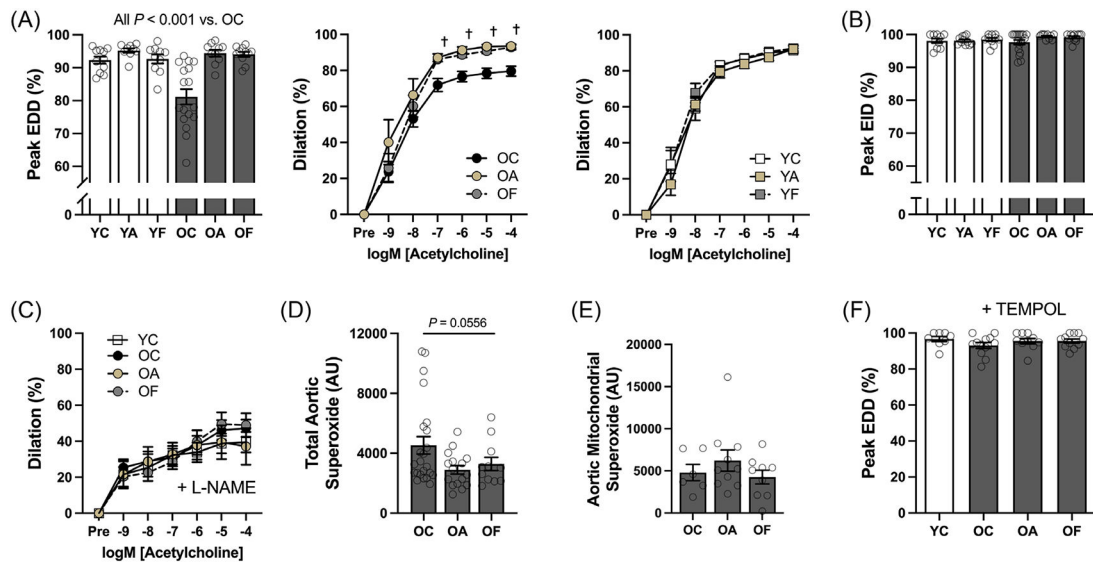 (A)
All P < 0.001 vs. OC
Peak EDD (%)
100
90
80
70
60
0
YC YA YF OC OA OF
Dilation (%)
100
80
60
40
20
0
† † † †
OC
OA
OF
Pre -9 -8 -7 -6 -5 -4
logM [Acetylcholine]
Dilation (%)
100
80
60
40
20
0
YC
YA
YF
Pre -9 -8 -7 -6 -5 -4
logM [Acetylcholine]
(B)
Peak EID (%)
100
90
80
70
60
0
YC YA YF OC OA OF
(C)
Dilation (%)
100
80
60
40
20
0
YC
OC
OA
OF
+ L-NAME
Pre -9 -8 -7 -6 -5 -4
logM [Acetylcholine]
(D)
P = 0.0556
Total Aortic
Superoxide (AU)
12000
8000
4000
0
OC OA OF
(E)
Aortic Mitochondrial
Superoxide (AU)
20000
15000
10000
5000
0
OC OA OF
(F)
+ TEMPOL
Peak EDD (%)
100
80
60
40
20
0
YC OC OA OF